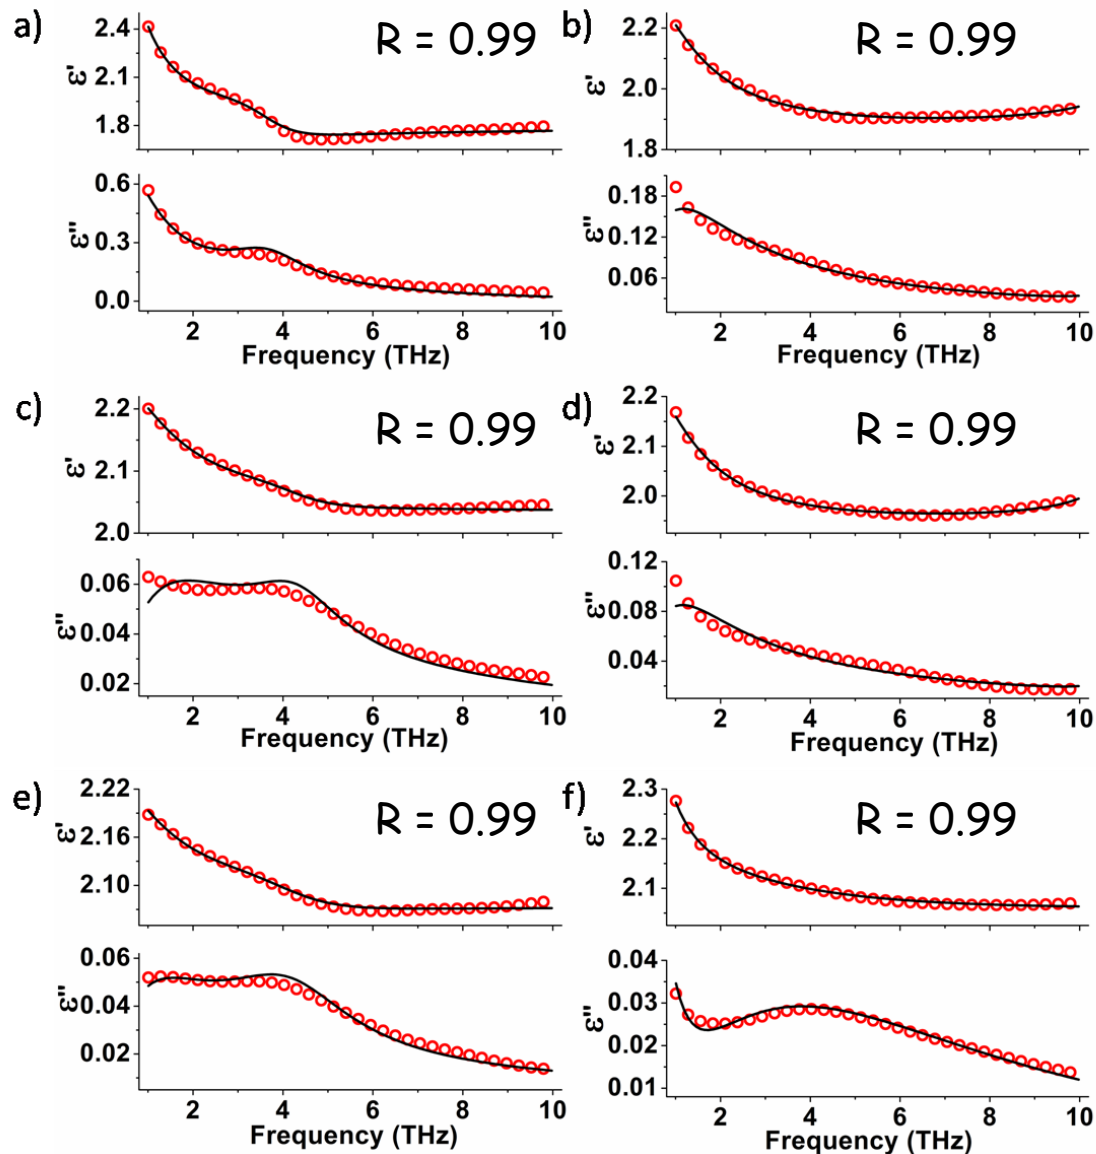 a)
R = 0.99
2.4
2.1
1.8
ε'
0.6
0.3
0.0
ε''
2 4 6 8 10
Frequency (THz)
b)
R = 0.99
2.2
2.0
1.8
ε'
0.18
0.12
0.06
ε''
2 4 6 8 10
Frequency (THz)
c)
R = 0.99
2.2
2.1
2.0
ε'
0.06
0.04
0.02
ε''
2 4 6 8 10
Frequency (THz)
d)
R = 0.99
2.2
2.1
2.0
ε'
0.12
0.08
0.04
ε''
2 4 6 8 10
Frequency (THz)
e)
R = 0.99
2.22
2.16
2.10
ε'
0.06
0.04
0.02
ε''
2 4 6 8 10
Frequency (THz)
f)
R = 0.99
2.3
2.2
2.1
ε'
0.04
0.03
0.02
0.01
ε''
2 4 6 8 10
Frequency (THz)